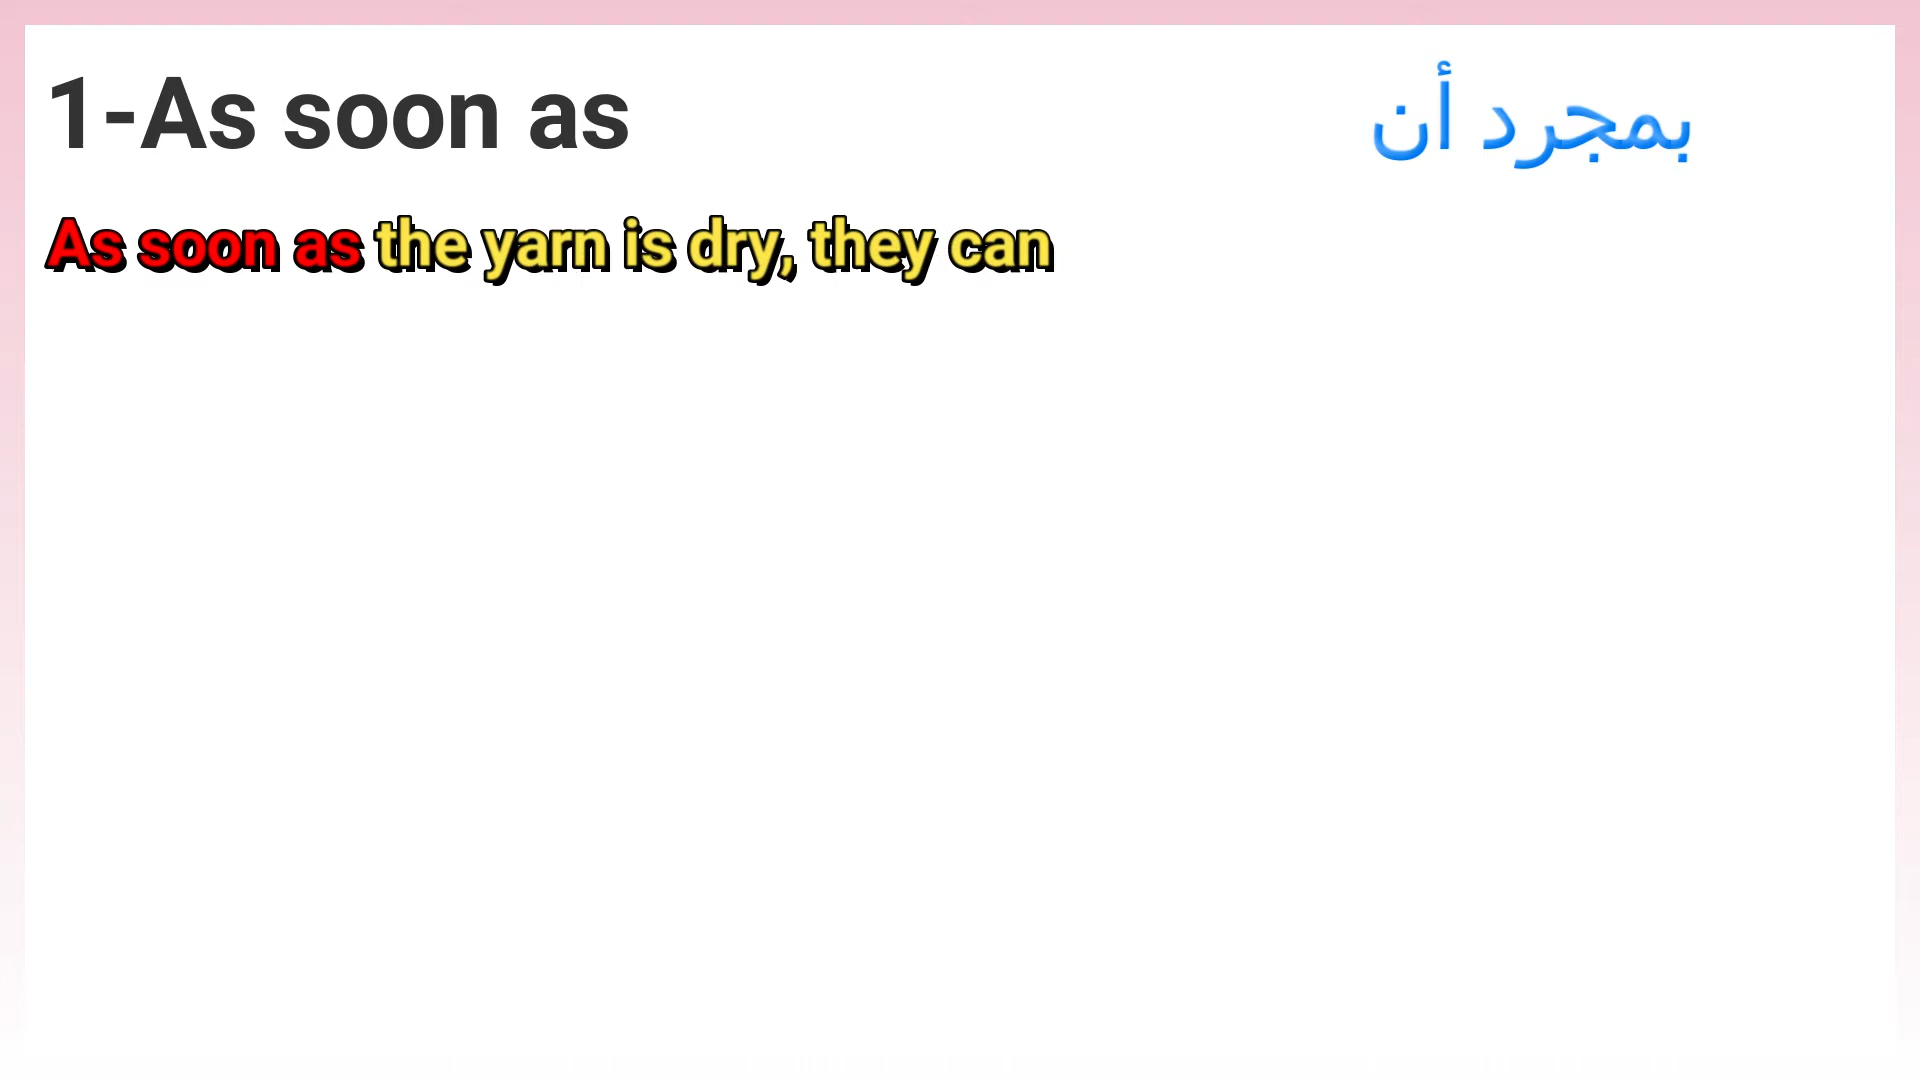 1-As soon as
بمجرد أن
As soon as the yarn is dry, they can